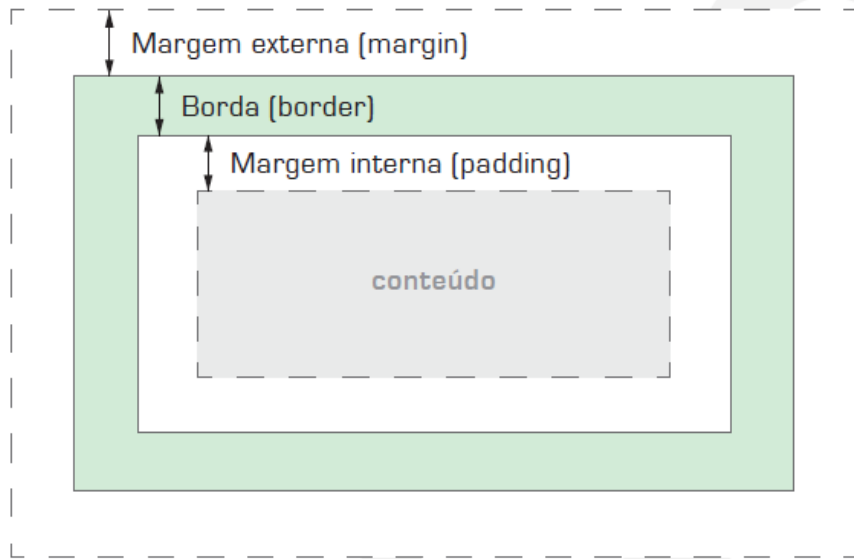 Margem externa (margin)
Borda (border)
Margem interna (padding)
conteúdo